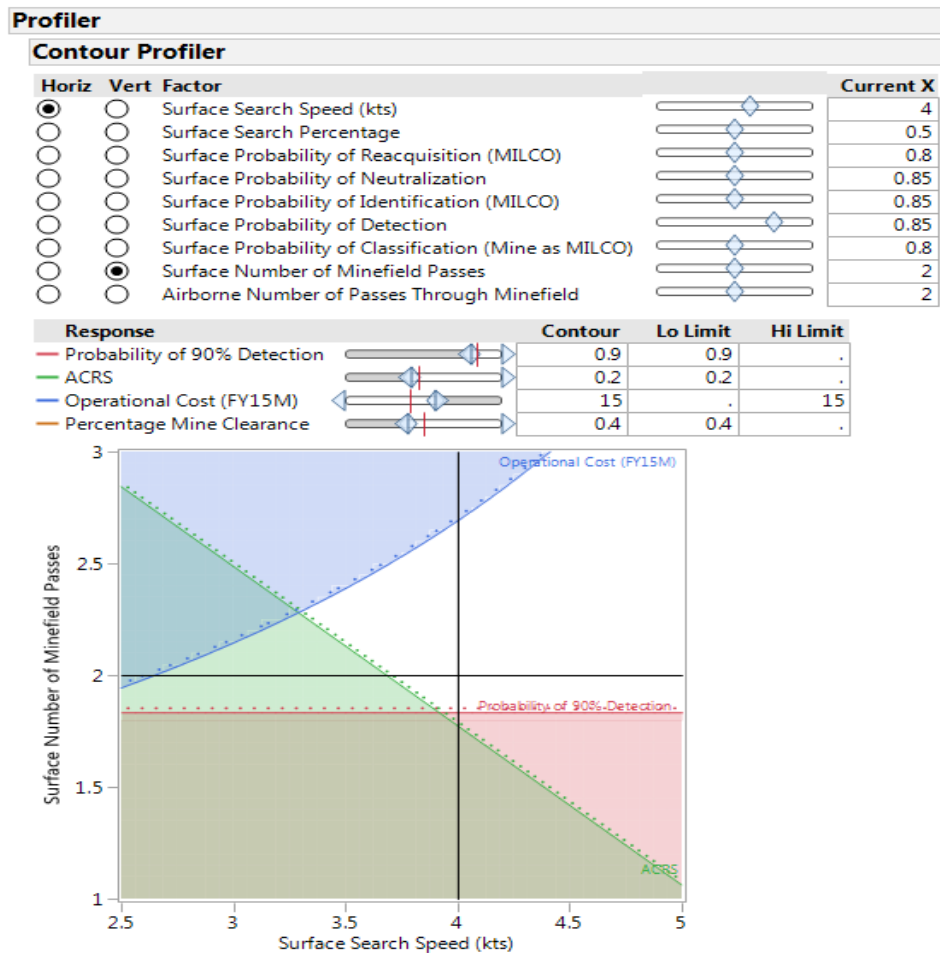 Profiler
Contour Profiler
Horiz Vert Factor Current X
Surface Search Speed (kts) 4
Surface Search Percentage 0.5
Surface Probability of Reacquisition (MILCO) 0.8
Surface Probability of Neutralization 0.85
Surface Probability of Identification (MILCO) 0.85
Surface Probability of Detection 0.85
Surface Probability of Classification (Mine as MILCO) 0.8
Surface Number of Minefield Passes 2
Airborne Number of Passes Through Minefield 2
Response Contour Lo Limit Hi Limit
Probability of 90% Detection 0.9 0.9 .
ACRS 0.2 0.2 .
Operational Cost (FY15M) 15 . 15
Percentage Mine Clearance 0.4 0.4 .
3
Operational Cost (FY15M)
2.5
2
Probability of 90% Detection
1.5
ACRS
1
Surface Number of Minefield Passes
2.5 3 3.5 4 4.5 5
Surface Search Speed (kts)